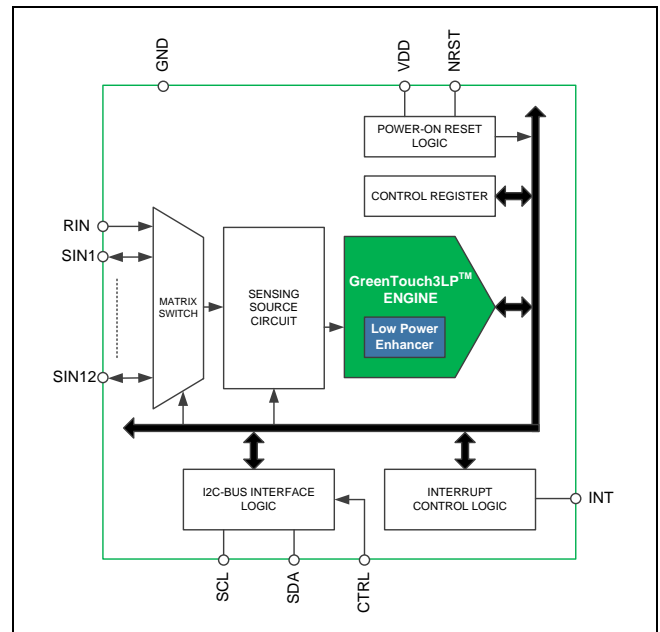 GND
VDD
NRST
POWER-ON RESET
LOGIC
CONTROL REGISTER
RIN
SIN1
SIN12
MATRIX
SWITCH
SENSING
SOURCE
CIRCUIT
GreenTouch3LP™
ENGINE
Low Power
Enhancer
I2C-BUS INTERFACE
LOGIC
INTERRUPT
CONTROL LOGIC
INT
SCL
SDA
CTRL